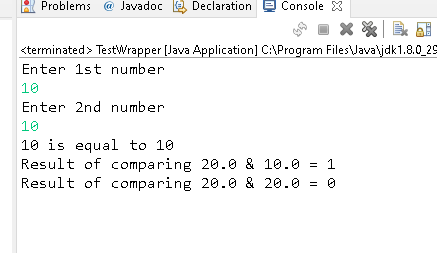 Problems @ Javadoc Declaration Console
<terminated> TestWrapper [Java Application] C:\Program Files\Java\jdk1.8.0_29
Enter 1st number
10
Enter 2nd number
10
10 is equal to 10
Result of comparing 20.0 & 10.0 = 1
Result of comparing 20.0 & 20.0 = 0